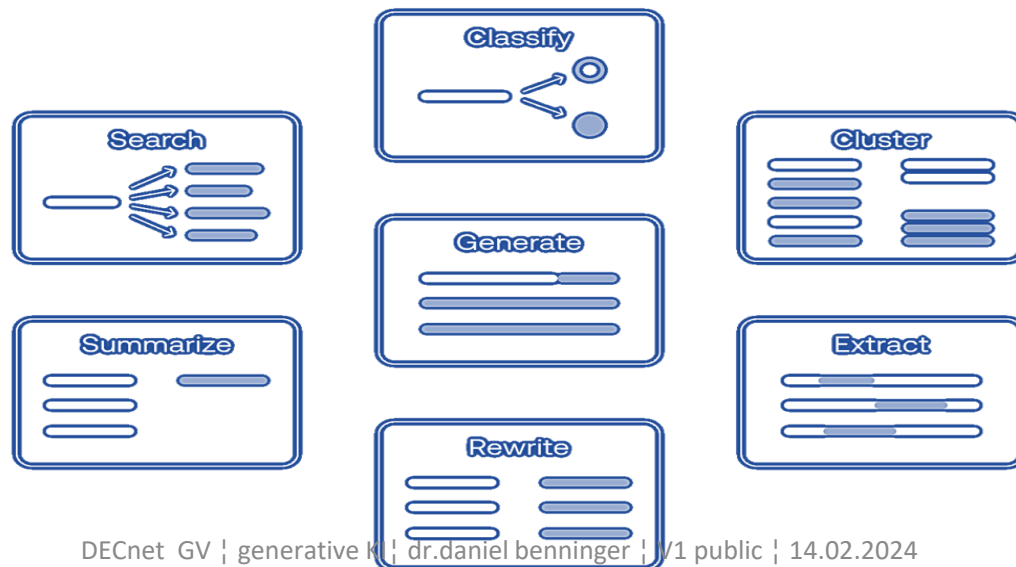 Classify
Search
Cluster
Generate
Summarize
Extract
Rewrite
DECnet GV ¦ generative KI ¦ dr.daniel benninger ¦ V1 public ¦ 14.02.2024